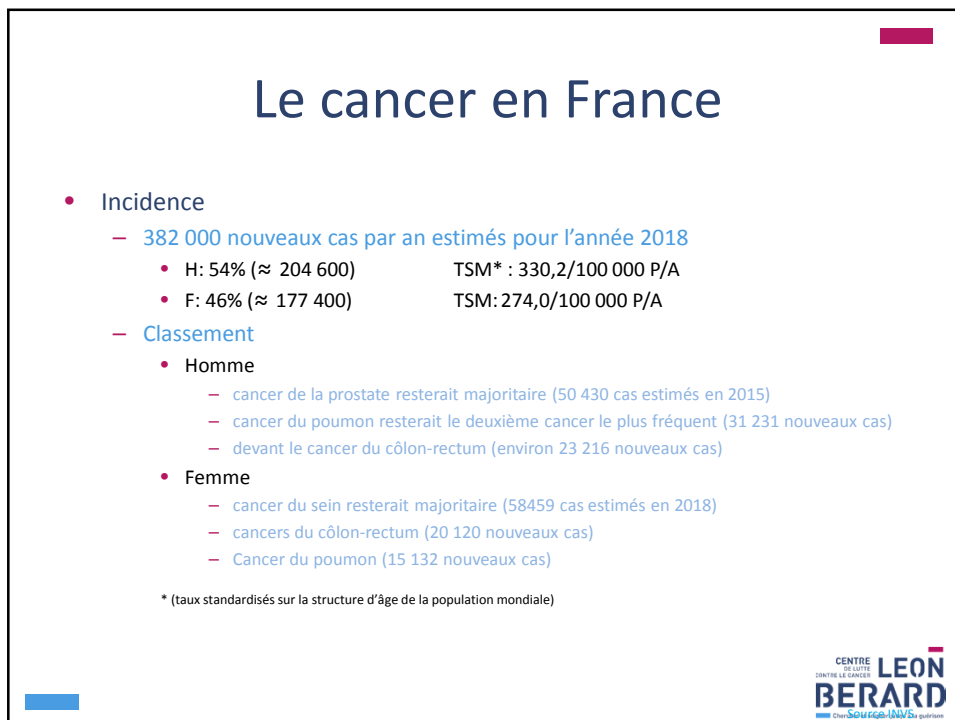 Le cancer en France
• Incidence
– 382 000 nouveaux cas par an estimés pour l’année 2018
• H: 54% (≈ 204 600) TSM* : 330,2/100 000 P/A
• F: 46% (≈ 177 400) TSM: 274,0/100 000 P/A
– Classement
• Homme
– cancer de la prostate resterait majoritaire (50 430 cas estimés en 2015)
– cancer du poumon resterait le deuxième cancer le plus fréquent (31 231 nouveaux cas)
– devant le cancer du côlon-rectum (environ 23 216 nouveaux cas)
• Femme
– cancer du sein resterait majoritaire (58459 cas estimés en 2018)
– cancers du côlon-rectum (20 120 nouveaux cas)
– Cancer du poumon (15 132 nouveaux cas)
* (taux standardisés sur la structure d’âge de la population mondiale)
CENTRE
DE LUTTE
CONTRE LE CANCER
LEON
BERARD
Source INVS
guérison